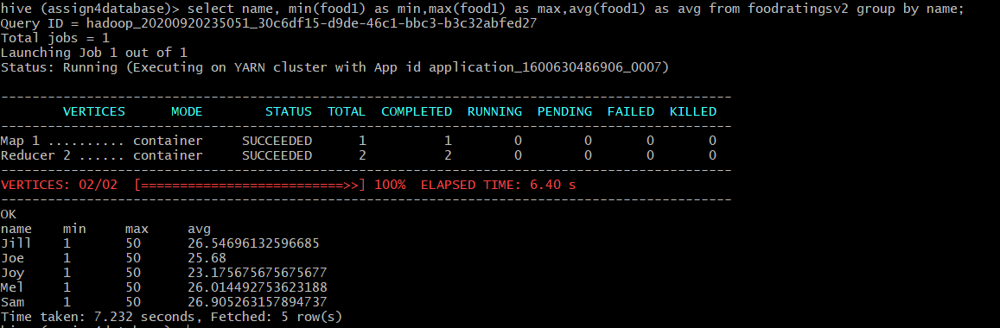 hive (assign4database)> select name, min(food1) as min,max(food1) as max,avg(food1) as avg from foodratingsv2 group by name;
Query ID = hadoop_20200920235051_30c6df15-d9de-46c1-bbc3-b3c32abfed27
Total jobs = 1
Launching Job 1 out of 1
Status: Running (Executing on YARN cluster with App id application_1600630486906_0007)
----------------------------------------------------------------------------------------------
        VERTICES      MODE        STATUS  TOTAL  COMPLETED  RUNNING  PENDING  FAILED  KILLED
----------------------------------------------------------------------------------------------
Map 1 .......... container     SUCCEEDED      1          1        0        0       0       0
Reducer 2 ...... container     SUCCEEDED      2          2        0        0       0       0
----------------------------------------------------------------------------------------------
VERTICES: 02/02  [==========================>>] 100%  ELAPSED TIME: 6.40 s
----------------------------------------------------------------------------------------------
OK
name    min     max     avg
Jill    1       50      26.54696132596685
Joe     1       50      25.68
Joy     1       50      23.175675675675677
Mel     1       50      26.014492753623188
Sam     1       50      26.905263157894737
Time taken: 7.232 seconds, Fetched: 5 row(s)